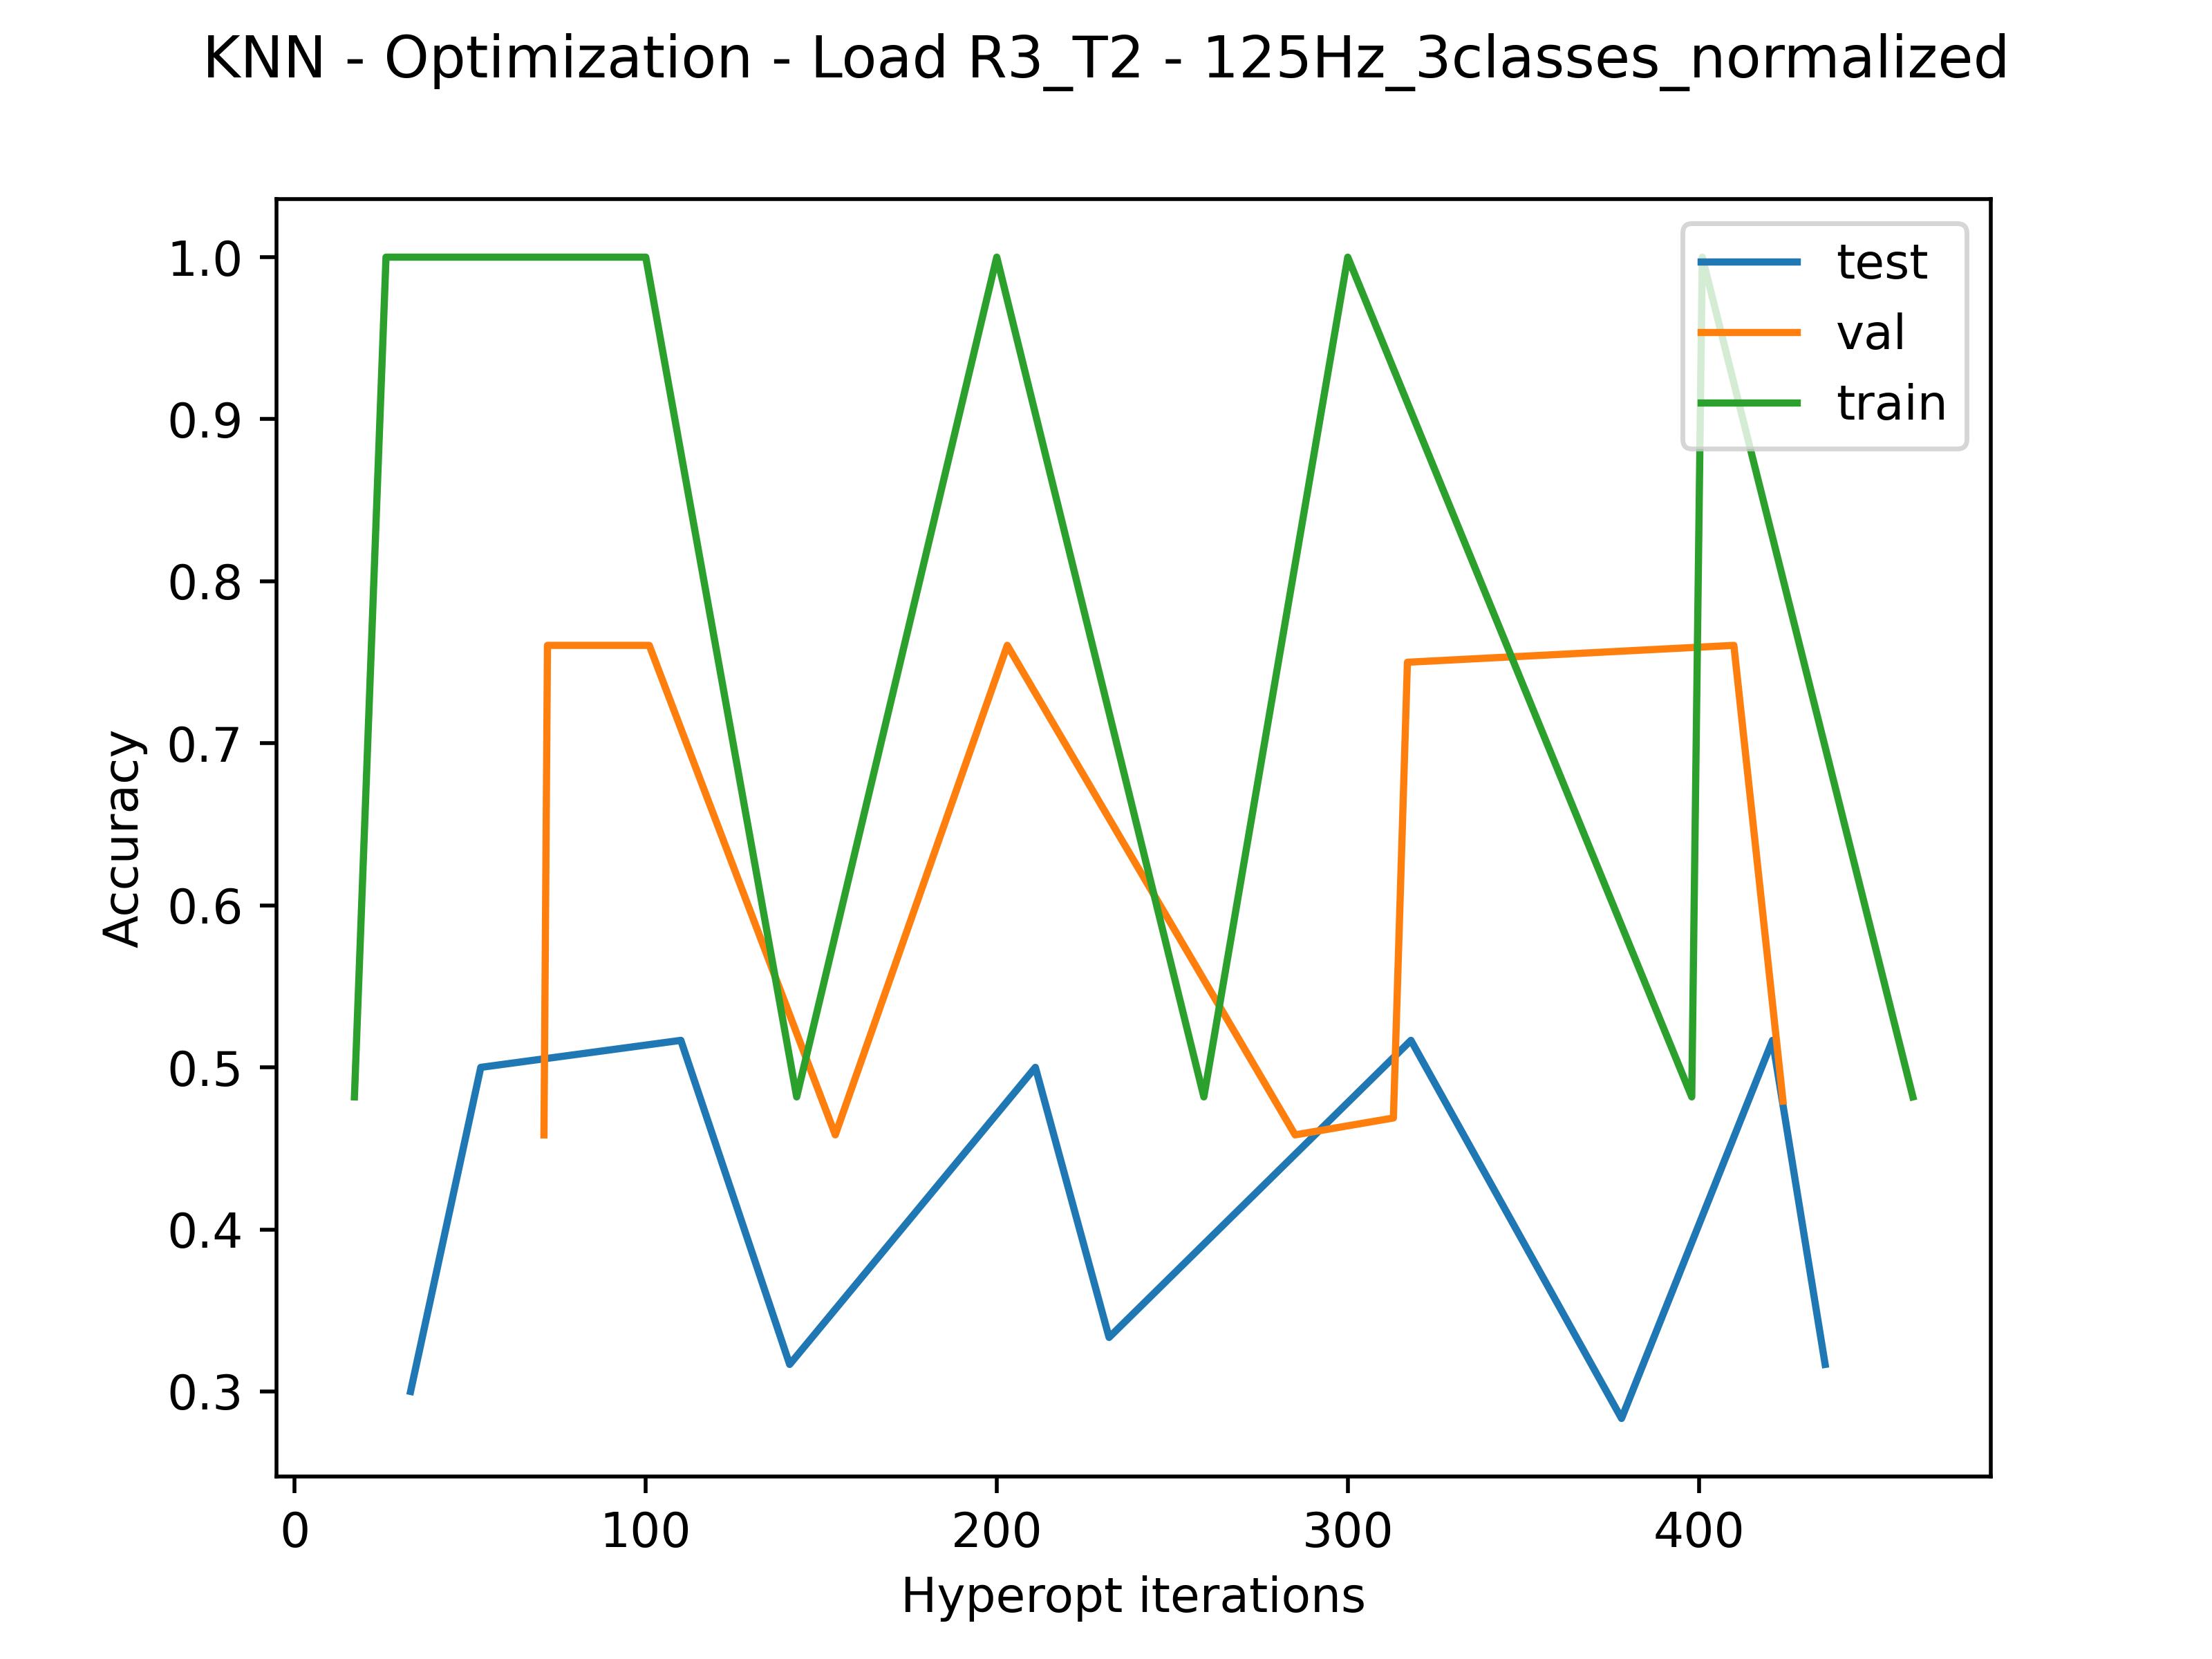 KNN - Optimization - Load R3_T2 - 125Hz_3classes_normalized
test
val
train
1.0
0.9
0.8
0.7
0.6
0.5
0.4
0.3
Accuracy
0 100 200 300 400
Hyperopt iterations